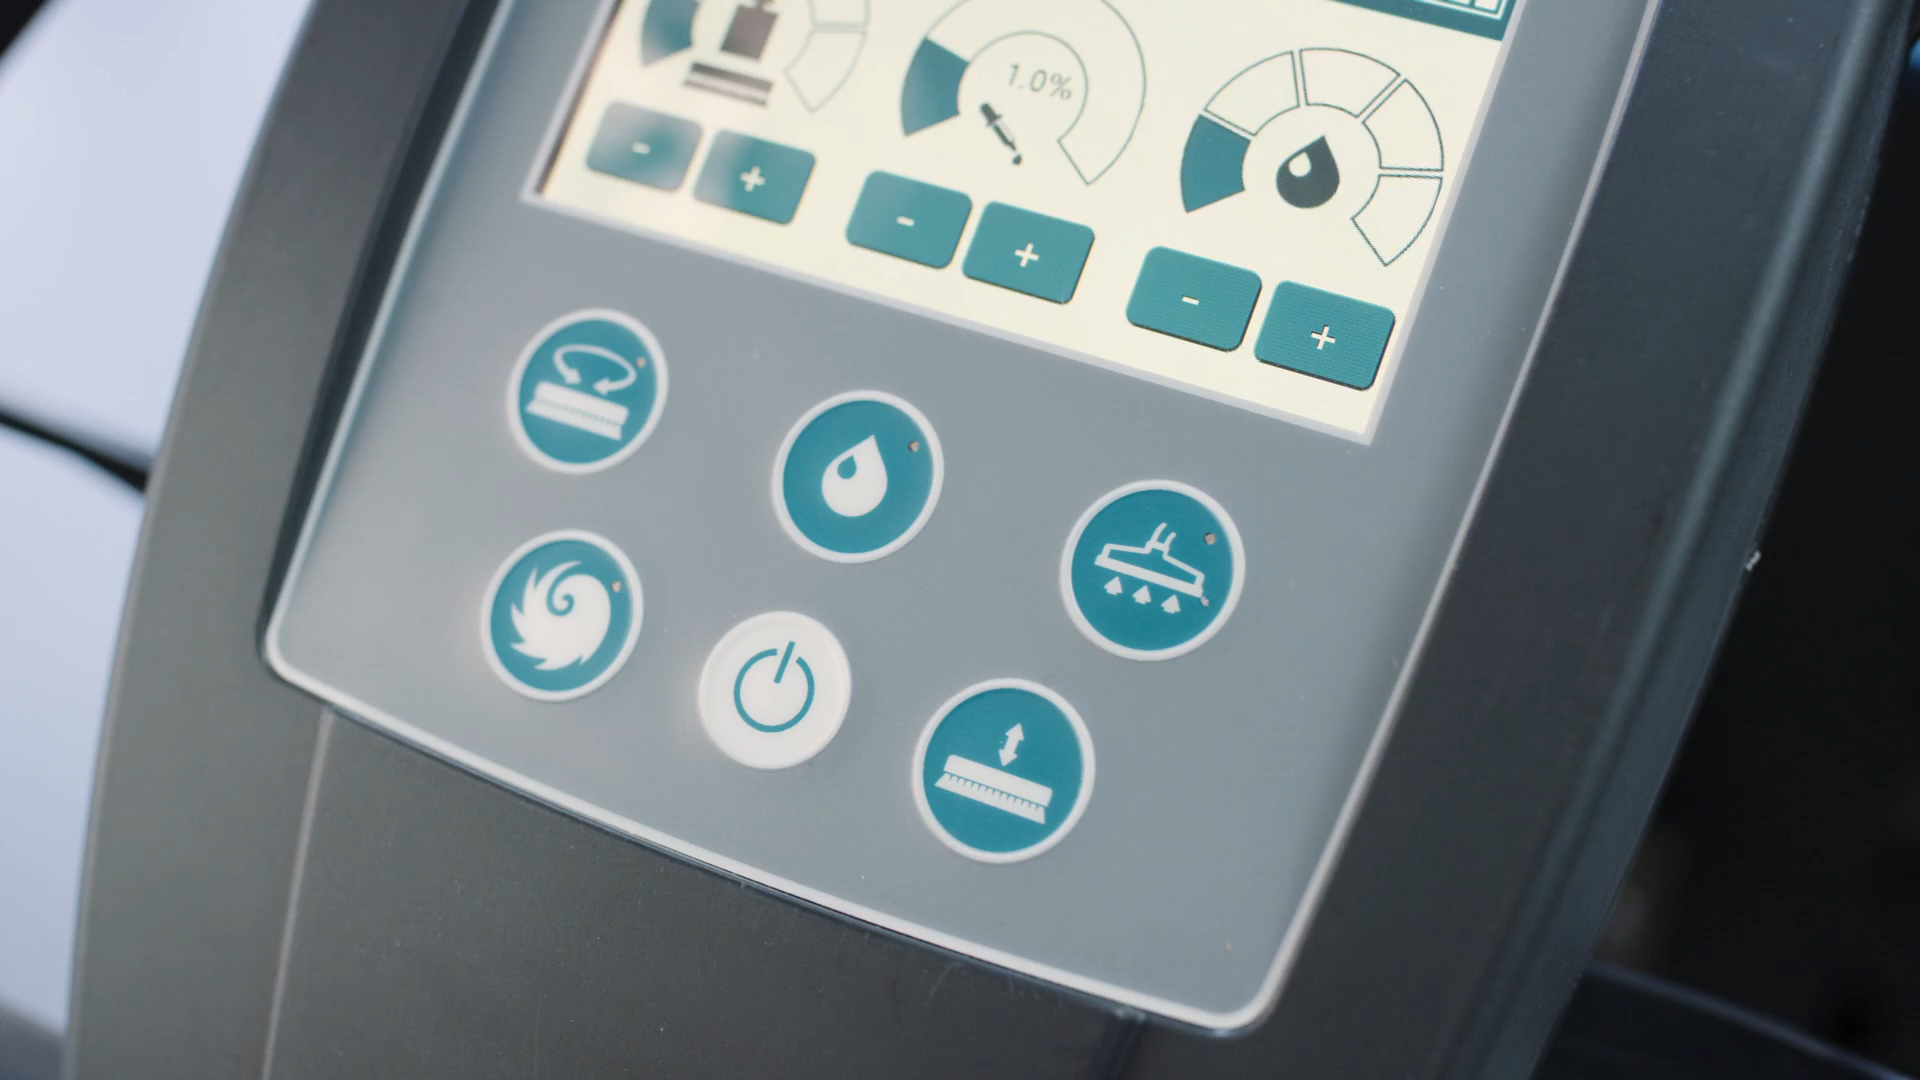 1.0%
- + - + - +